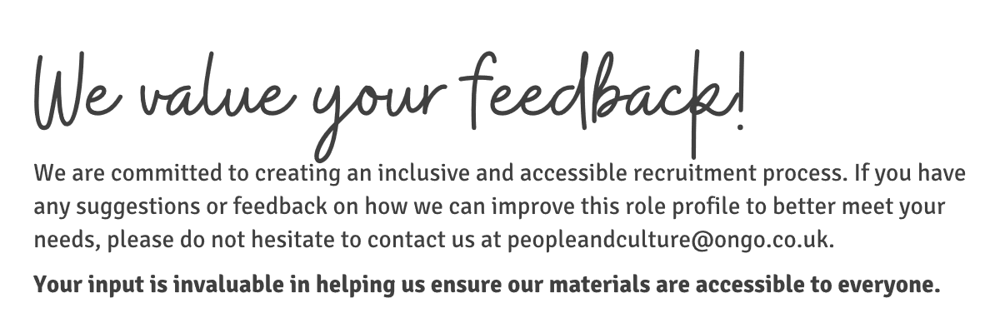 We value your feedback!
We are committed to creating an inclusive and accessible recruitment process. If you have
any suggestions or feedback on how we can improve this role profile to better meet your
needs, please do not hesitate to contact us at peopleandculture@ongo.co.uk.
Your input is invaluable in helping us ensure our materials are accessible to everyone.